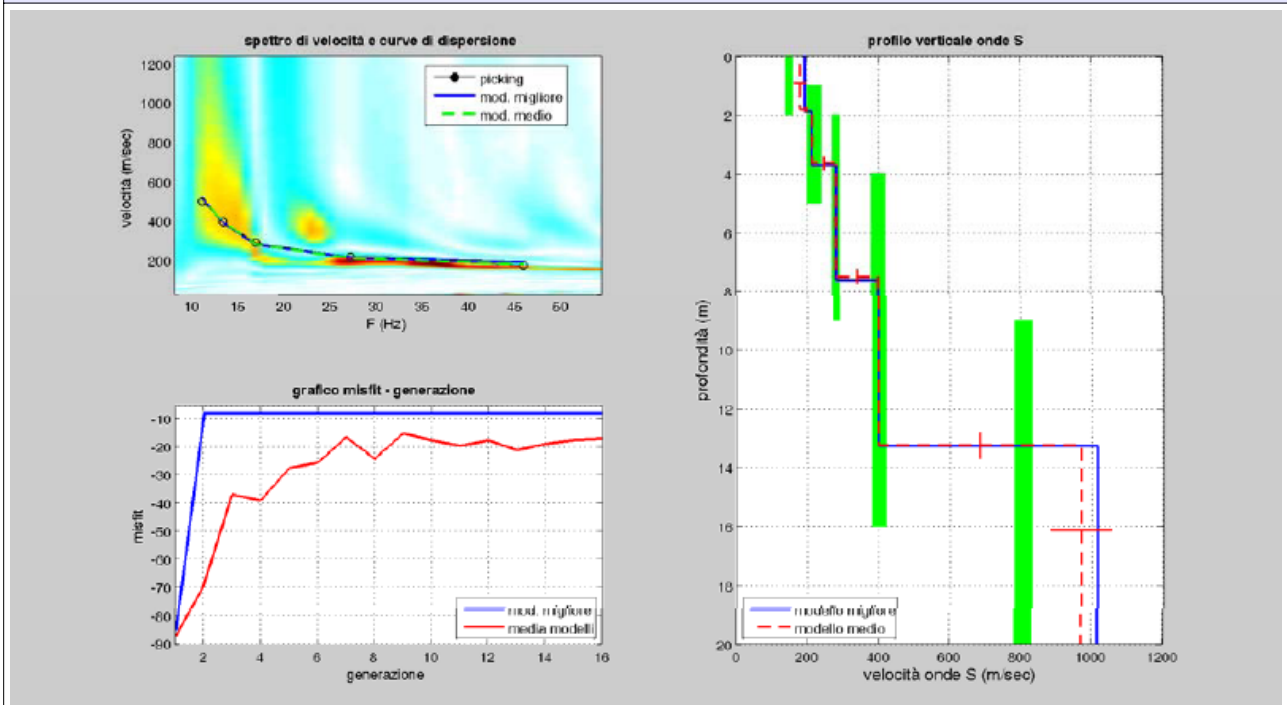 spettro di velocità e curve di dispersione
1200
1000
800
600
400
200
velocità (m/sec)
picking
mod. migliore
mod. medio
10 15 20 25 30 35 40 45 50
F (Hz)
grafico misfit - generazione
-10
-20
-30
-40
-50
-60
-70
-80
-90
misfit
mod. migliore
media modelli
2 4 6 8 10 12 14 16
generazione
profilo verticale onde S
0
2
4
6
8
10
12
14
16
18
20
profondità (m)
modello migliore
modello medio
0 200 400 600 800 1000 1200
velocità onde S (m/sec)